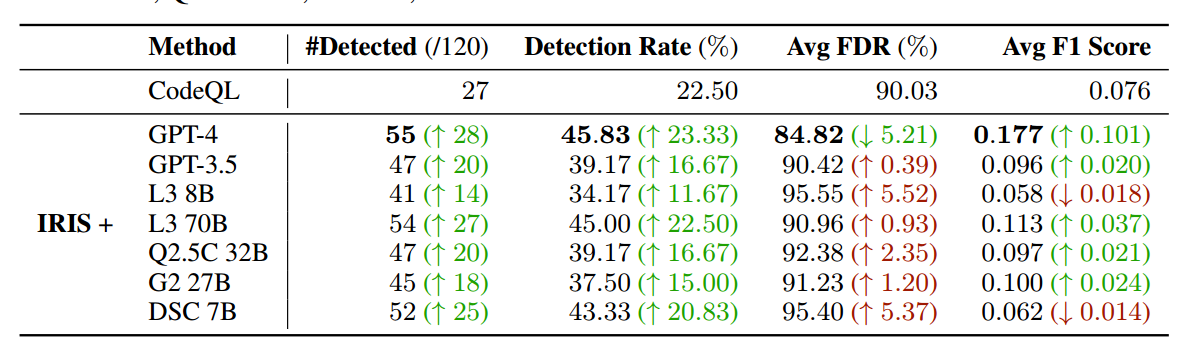 Method #Detected (/120) Detection Rate (%) Avg FDR (%) Avg F1 Score
CodeQL 27 22.50 90.03 0.076
GPT-4 55 (↑ 28) 45.83 (↑ 23.33) 84.82 (↓ 5.21) 0.177 (↑ 0.101)
GPT-3.5 47 (↑ 20) 39.17 (↑ 16.67) 90.42 (↑ 0.39) 0.096 (↑ 0.020)
L3 8B 41 (↑ 14) 34.17 (↑ 11.67) 95.55 (↑ 5.52) 0.058 (↓ 0.018)
IRIS + L3 70B 54 (↑ 27) 45.00 (↑ 22.50) 90.96 (↑ 0.93) 0.113 (↑ 0.037)
Q2.5C 32B 47 (↑ 20) 39.17 (↑ 16.67) 92.38 (↑ 2.35) 0.097 (↑ 0.021)
G2 27B 45 (↑ 18) 37.50 (↑ 15.00) 91.23 (↑ 1.20) 0.100 (↑ 0.024)
DSC 7B 52 (↑ 25) 43.33 (↑ 20.83) 95.40 (↑ 5.37) 0.062 (↓ 0.014)